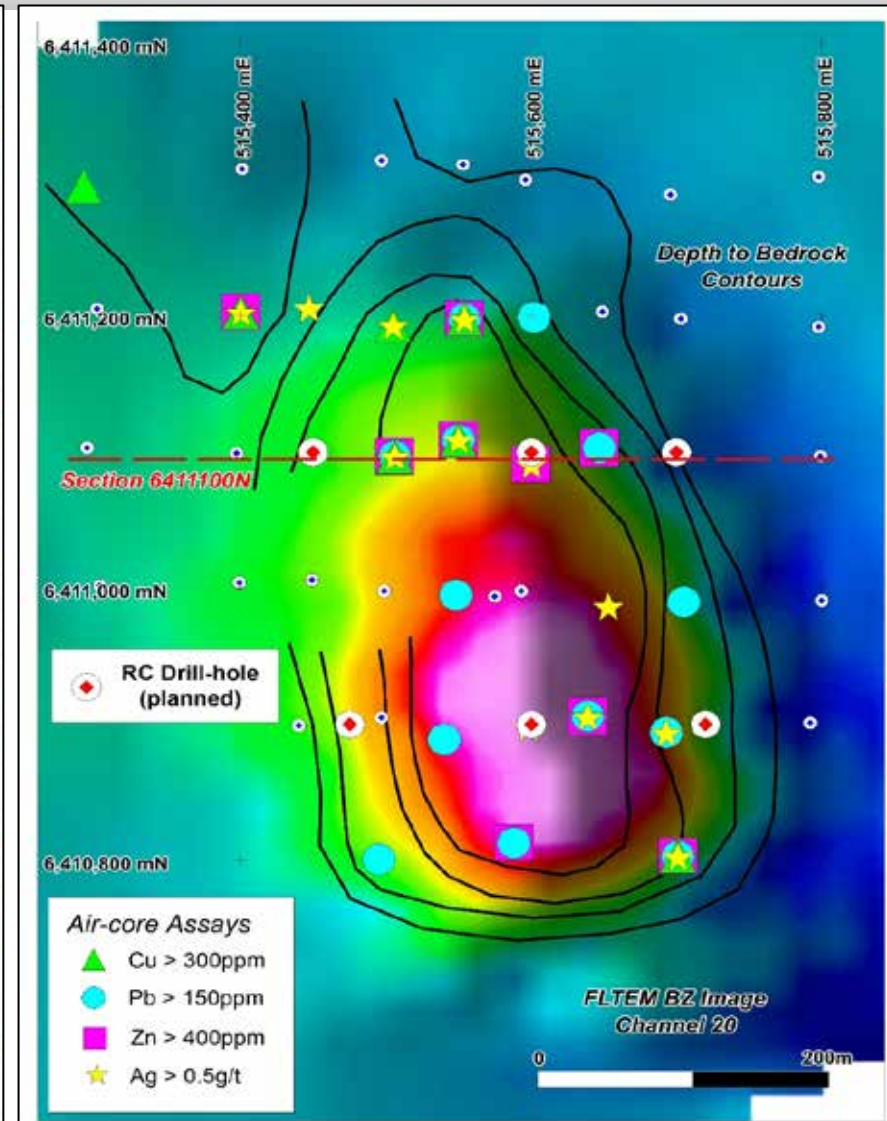 6,411,400 mN
515,400 mE
515,600 mE
515,800 mE
Depth to Bedrock
Contours
6,411,200 mN
Section 6411100N
6,411,000 mN
RC Drill-hole
(planned)
6,410,800 mN
Air-core Assays
Cu > 300ppm
Pb > 150ppm
Zn > 400ppm
Ag > 0.5g/t
FLTEM BZ Image
Channel 20
0
200m